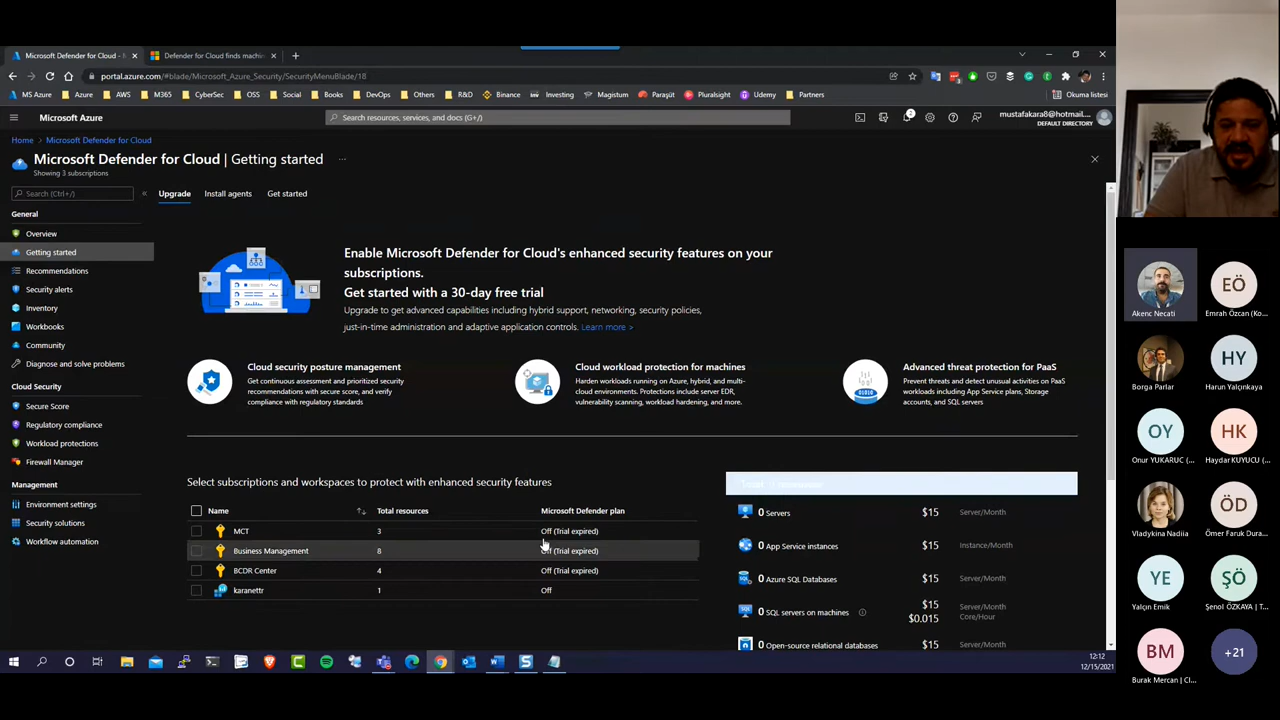 Microsoft Defender for Cloud - M
Defender for Cloud finds machin
portal.azure.com/#blade/Microsoft_Azure_Security/SecurityMenuBlade/18
MS Azure Azure AWS M365 CyberSec OSS Social Books DevOps Others R&D Binance Investing Magistum Paraşüt Pluralsight Udemy Partners Okuma listesi
Microsoft Azure
Search resources, services, and docs (G+/)
mustafakara8@hotmail....
DEFAULT DIRECTORY
Home > Microsoft Defender for Cloud
Microsoft Defender for Cloud | Getting started ...
Showing 3 subscriptions
Search (Ctrl+/)
Upgrade Install agents Get started
General
Overview
Getting started
Recommendations
Security alerts
Inventory
Workbooks
Community
Diagnose and solve problems
Cloud Security
Secure Score
Regulatory compliance
Workload protections
Firewall Manager
Management
Environment settings
Security solutions
Workflow automation
Enable Microsoft Defender for Cloud's enhanced security features on your
subscriptions.
Get started with a 30-day free trial
Upgrade to get advanced capabilities including hybrid support, networking, security policies,
just-in-time administration and adaptive application controls. Learn more >
Cloud security posture management
Get continuous assessment and prioritized security
recommendations with secure score, and verify
compliance with regulatory standards
Cloud workload protection for machines
Harden workloads running on Azure, hybrid, and multi-
cloud environments. Protections include server EDR,
vulnerability scanning, workload hardening, and more.
Advanced threat protection for PaaS
Prevent threats and detect unusual activities on PaaS
workloads including App Service plans, Storage
accounts, and SQL servers
Select subscriptions and workspaces to protect with enhanced security features
Name Total resources Microsoft Defender plan
MCT 3 Off (Trial expired)
Business Management 8 Off (Trial expired)
BCDR Center 4 Off (Trial expired)
karanettr 1 Off
0 Servers $15 Server/Month
0 App Service instances $15 Instance/Month
0 Azure SQL Databases $15 Server/Month
0 SQL servers on machines $15 Server/Month
$0.015 Core/Hour
0 Open-source relational databases $15 Server/Month
12:12
12/15/2021
Akenc Necati
EÖ
Emrah Özcan (Ko...
Borga Parlar
HY
Harun Yalçınkaya
OY
Onur YUKARUC (...
HK
Haydar KUYUCU (...
Vladykina Nadiia
ÖD
Ömer Faruk Dura...
YE
Yalçın Emik
ŞÖ
Şenol ÖZKAYA | T...
BM
Burak Mercan | Cl...
+21